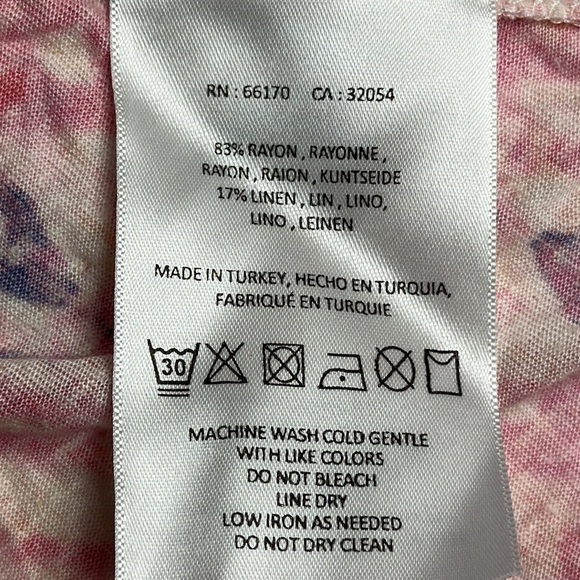 RN : 66170 CA : 32054
83% RAYON , RAYONNE ,
RAYON , RAION , KUNTSEIDE
17% LINEN , LIN , LINO,
LINO , LEINEN
MADE IN TURKEY, HECHO EN TURQUIA,
FABRIQUÉ EN TURQUIE
30
MACHINE WASH COLD GENTLE
WITH LIKE COLORS
DO NOT BLEACH
LINE DRY
LOW IRON AS NEEDED
DO NOT DRY CLEAN